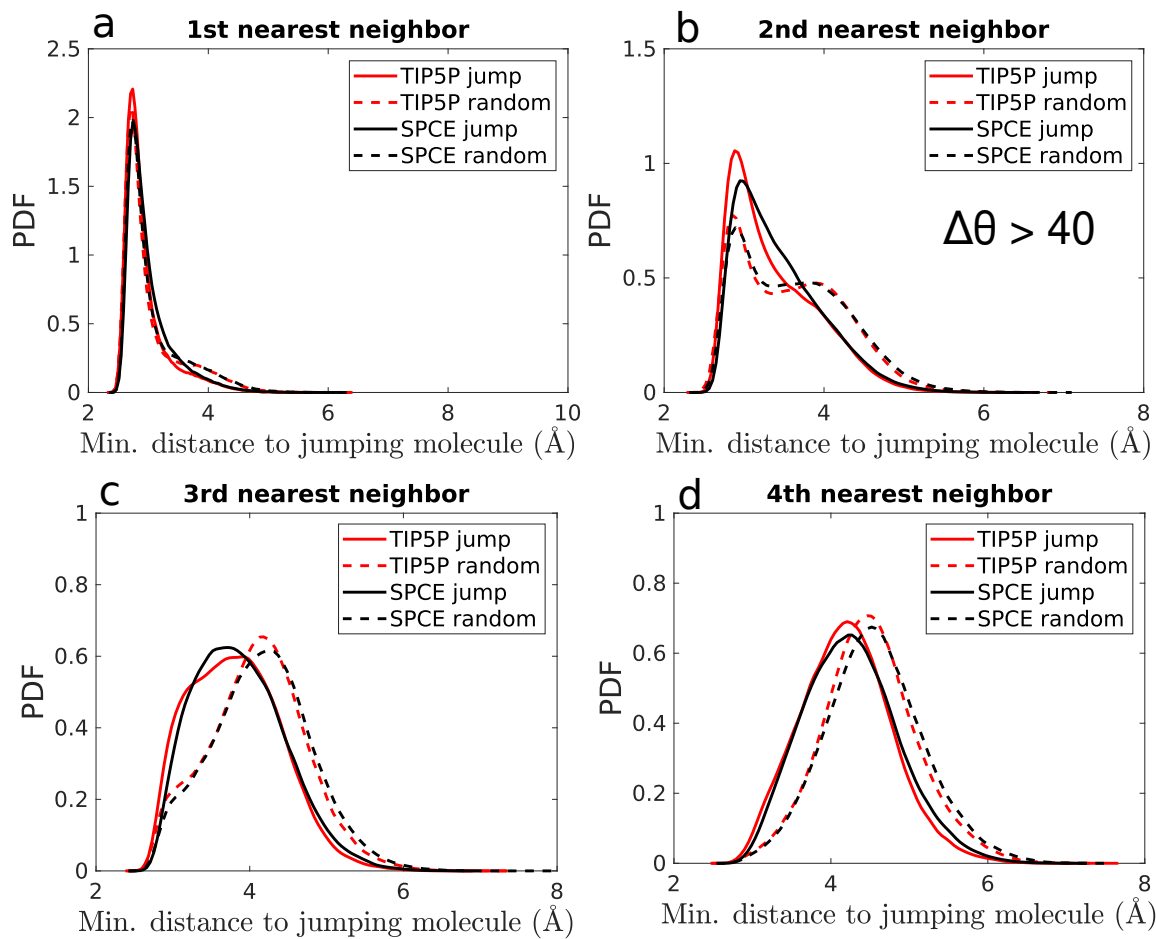 a
1st nearest neighbor
2.5
2
1.5
1
0.5
0
PDF
TIP5P jump
TIP5P random
SPCE jump
SPCE random
2
4
6
8
10
Min. distance to jumping molecule (Å)
b
2nd nearest neighbor
1.5
1
0.5
0
PDF
TIP5P jump
TIP5P random
SPCE jump
SPCE random
Δθ > 40
2
4
6
8
Min. distance to jumping molecule (Å)
c
3rd nearest neighbor
1
0.8
0.6
0.4
0.2
0
PDF
TIP5P jump
TIP5P random
SPCE jump
SPCE random
2
4
6
8
Min. distance to jumping molecule (Å)
d
4th nearest neighbor
1
0.8
0.6
0.4
0.2
0
PDF
TIP5P jump
TIP5P random
SPCE jump
SPCE random
2
4
6
8
Min. distance to jumping molecule (Å)